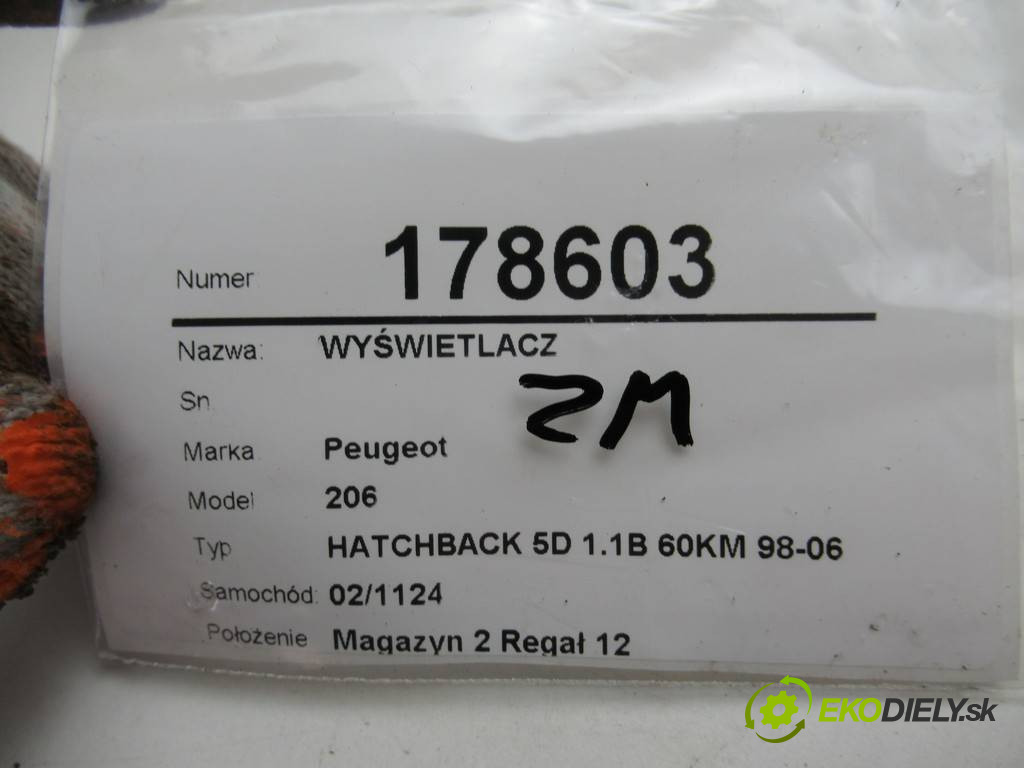 Numer 178603
Nazwa: WYŚWIETLACZ
Sn ZM
Marka Peugeot
Model 206
Typ HATCHBACK 5D 1.1B 60KM 98-06
Samochód: 02/1124
Położenie Magazyn 2 Regał 12
EKODIELY.sk